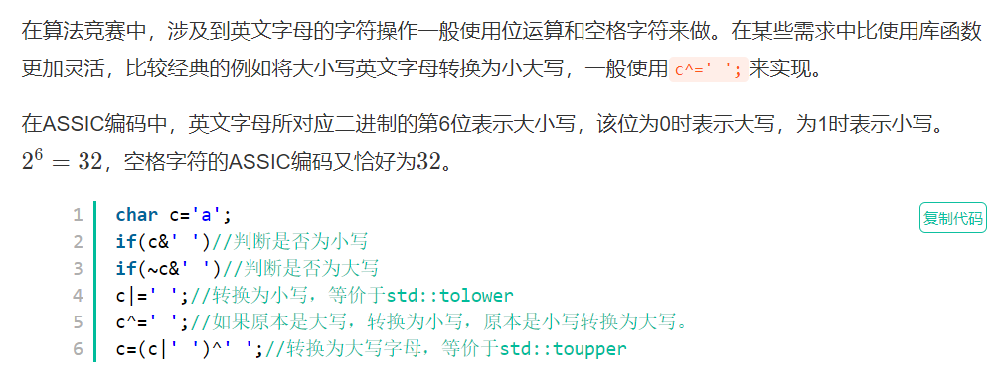 在算法竞赛中，涉及到英文字母的字符操作一般使用位运算和空格字符来做。在某些需求中比使用库函数
更加灵活，比较经典的例如将大小写英文字母转换为小大写，一般使用c^=' ';来实现。
在ASSIC编码中，英文字母所对应二进制的第6位表示大小写，该位为0时表示大写，为1时表示小写。
2^6 = 32，空格字符的ASSIC编码又恰好为32。
复制代码
1 char c='a';
2 if(c&' ')//判断是否为小写
3 if(~c&' ')//判断是否为大写
4 c|=' ';//转换为小写，等价于std::tolower
5 c^=' ';//如果原本是大写，转换为小写，原本是小写转换为大写。
6 c=(c|' ')^' ';//转换为大写字母，等价于std::toupper